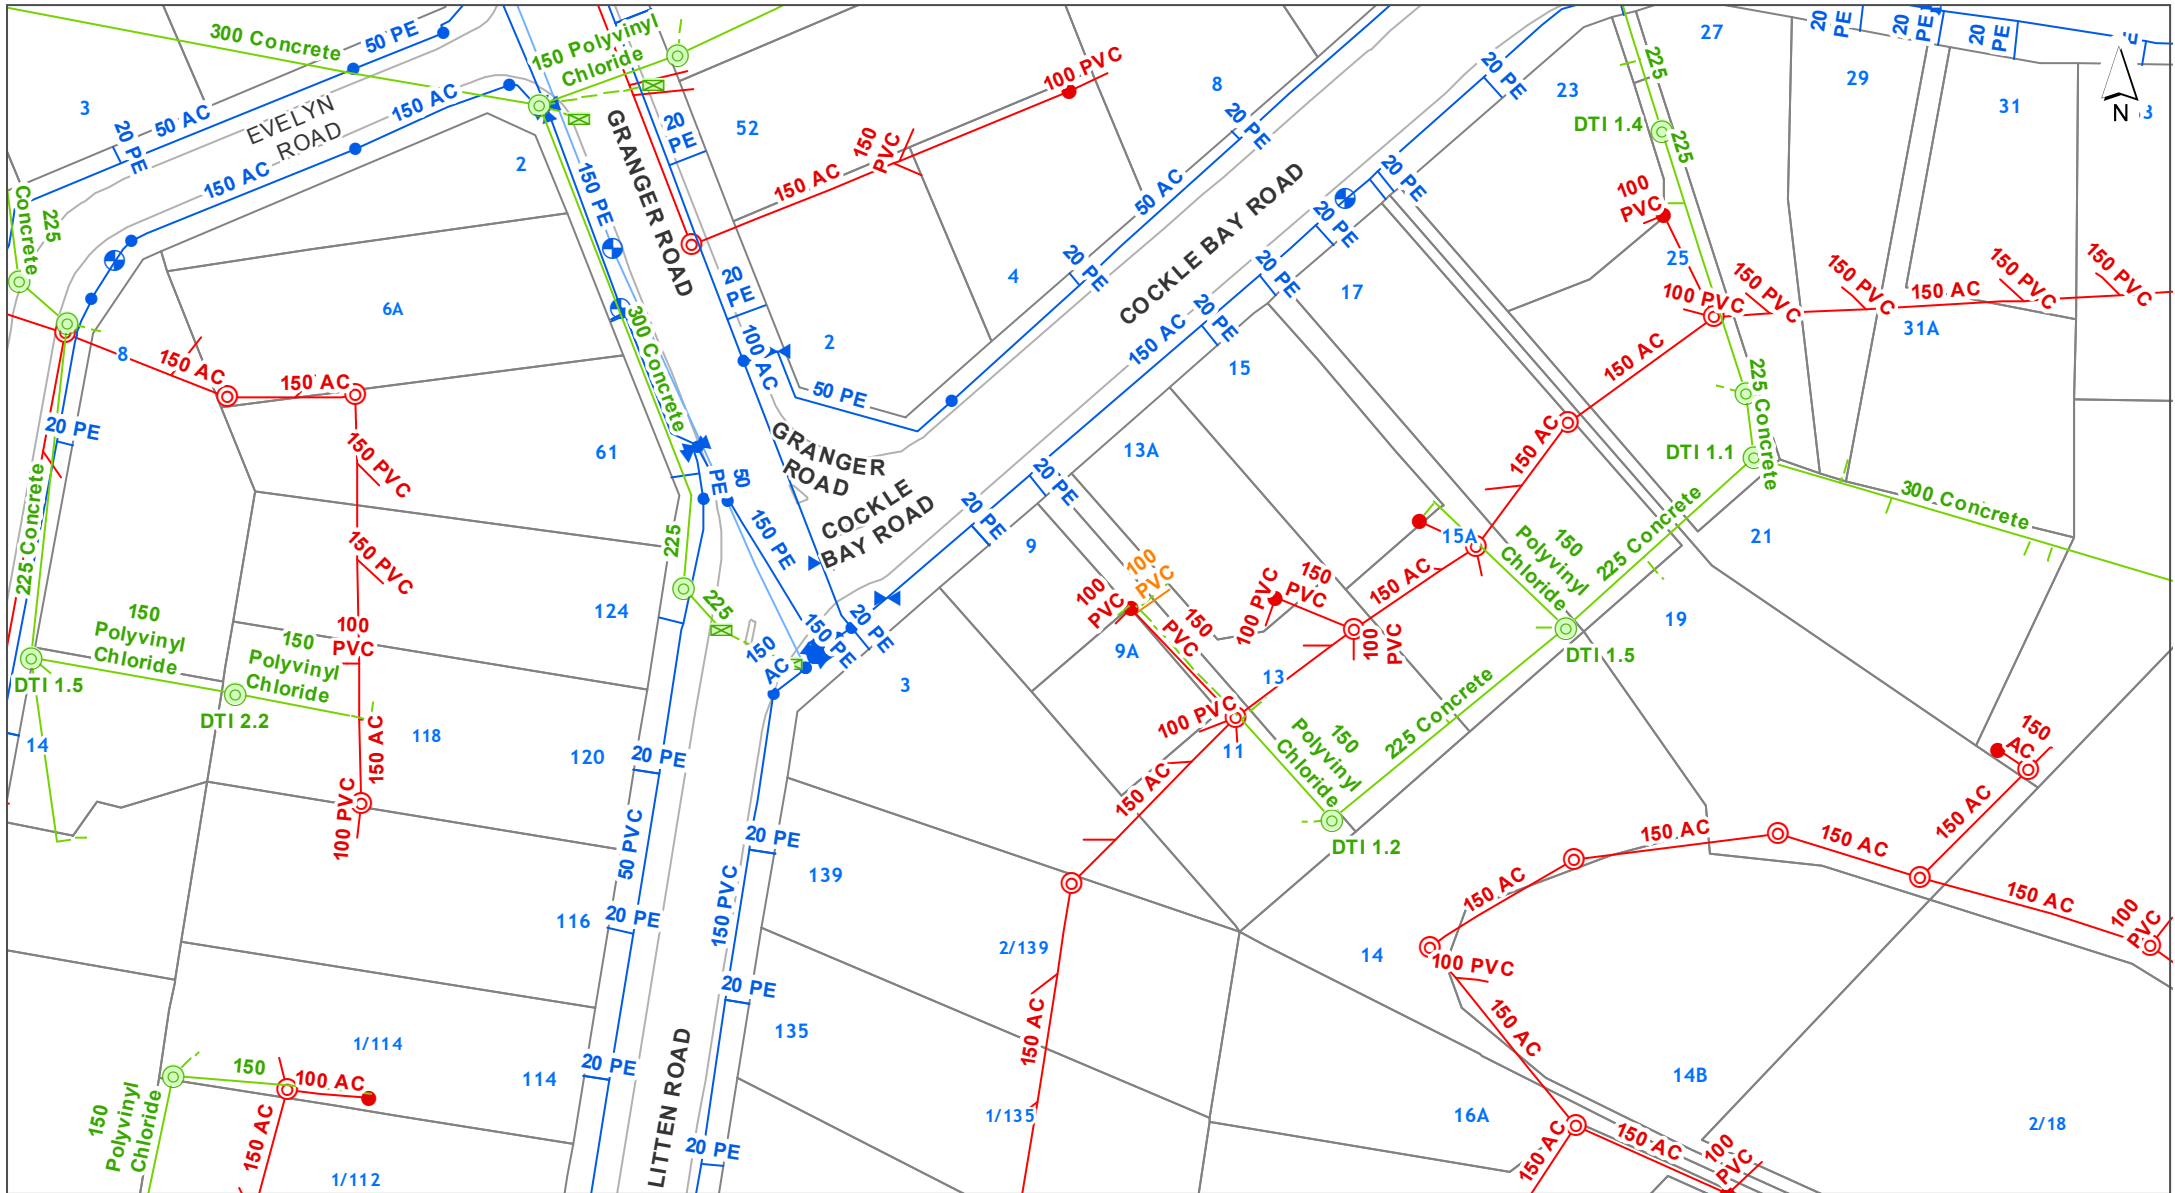 300 Concrete
50 PE
150 Polyvinyl
Chloride
100 PVC
27
20
PE
20
PE
20
PE
29
31
3
N
3
50 AC
20
PE
EVELYN
ROAD
150 AC
150 AC
2
52
20
PE
150
PVC
150 AC
8
20 PE
20 PE
23
225
DTI 1.4
225
100
PVC
225
Concrete
150 PE
GRANGER ROAD
50 AC
COCKLE BAY ROAD
20 PE
20 PE
20 PE
20 PE
20 PE
17
25
100 PVC
150 PVC
150 PVC
150 AC
150 PVC
150 PVC
31A
6A
4
20
PE
300 Concrete
100 AC
2
50 PE
150 AC
15
150 AC
8
150 AC
150 AC
20 PE
150 PVC
150 PVC
61
GRANGER
ROAD
COCKLE
BAY ROAD
50
PE
150 PE
13A
20 PE
20 PE
9
150 AC
225 Concrete
DTI 1.1
300 Concrete
21
15A
150
Polyvinyl
Chloride
225 Concrete
225 Concrete
225
225
124
150
Polyvinyl
Chloride
150
Polyvinyl
Chloride
100
PVC
DTI 1.5
DTI 2.2
14
118
150 AC
100 PVC
150
AC
150 PE
20 PE
3
100
PVC
100
PVC
150
PVC
9A
100 PVC
150
PVC
100
PVC
150 AC
13
19
DTI 1.5
100 PVC
11
150
Polyvinyl
Chloride
225 Concrete
DTI 1.2
150 AC
120
20 PE
50 PVC
20 PE
139
150 PVC
116
20 PE
2/139
150
AC
150 AC
150 AC
150 AC
150 AC
150 AC
100
PVC
14
100 PVC
150 AC
20 PE
135
150 AC
1/114
150
100 AC
150 AC
150
Polyvinyl
Chloride
114
20 PE
LITTEN ROAD
20 PE
1/135
16A
14B
150 AC
150 AC
100
PVC
2/18
1/112